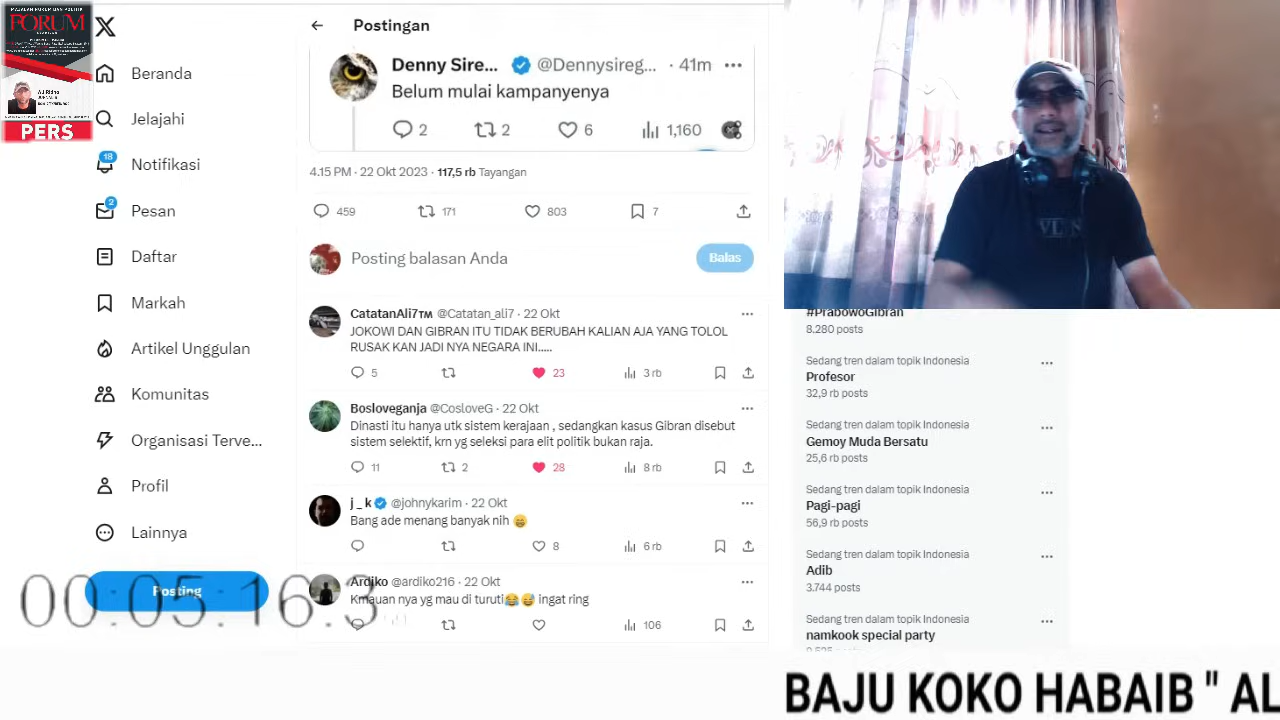 MAJALAH FORUM DAN POLITIK
FORUM
PERS
Beranda
Jelajahi
18
Notifikasi
2
Pesan
Daftar
Markah
Artikel Unggulan
Komunitas
Organisasi Terve...
Profil
Lainnya
Posting
00:05:16.3
Postingan
Denny Sire... @Dennysireg... · 41m
Belum mulai kampanyenya
2 2 6 1,160
4.15 PM · 22 Okt 2023 · 117,5 rb Tayangan
459 171 803 7
Posting balasan Anda
Balas
CatatanAli7™ @Catatan_ali7 · 22 Okt
JOKOWI DAN GIBRAN ITU TIDAK BERUBAH KALIAN AJA YANG TOLOL
RUSAK KAN JADI NYA NEGARA INI.....
5 23 3 rb
Bosloveganja @CosloveG · 22 Okt
Dinasti itu hanya utk sistem kerajaan , sedangkan kasus Gibran disebut
sistem selektif, krn yg seleksi para elit politik bukan raja.
11 2 28 8 rb
j _ k @johnykarim · 22 Okt
Bang ade menang banyak nih 😁
8 6 rb
Ardiko @ardiko216 · 22 Okt
Kmauan nya yg mau di turuti😂😅 ingat ring
106
#PrabowoGibran
8.280 posts
Sedang tren dalam topik Indonesia
Profesor
32,9 rb posts
Sedang tren dalam topik Indonesia
Gemoy Muda Bersatu
25,6 rb posts
Sedang tren dalam topik Indonesia
Pagi-pagi
56,9 rb posts
Sedang tren dalam topik Indonesia
Adib
3.744 posts
Sedang tren dalam topik Indonesia
namkook special party
BAJU KOKO HABAIB " AL